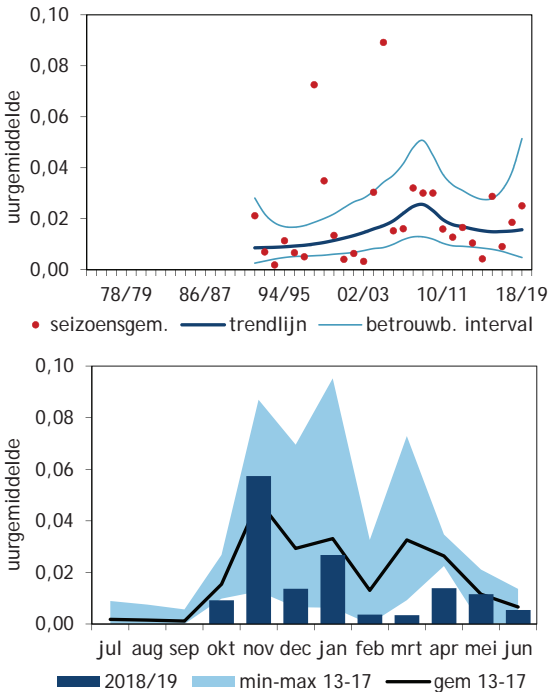 0,10
0,08
0,06
0,04
0,02
0,00
uurgemiddelde
78/79 86/87 94/95 02/03 10/11 18/19
seizoensgem. trendlijn betrouwb. interval
0,10
0,08
0,06
0,04
0,02
0,00
uurgemiddelde
jul aug sep okt nov dec jan feb mrt apr mei jun
2018/19 min-max 13-17 gem 13-17